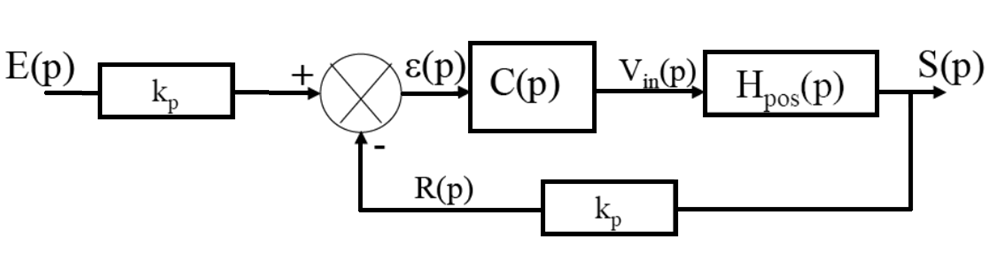 E(p)
kp
+
ε(p)
C(p)
Vin(p)
Hpos(p)
S(p)
-
R(p)
kp